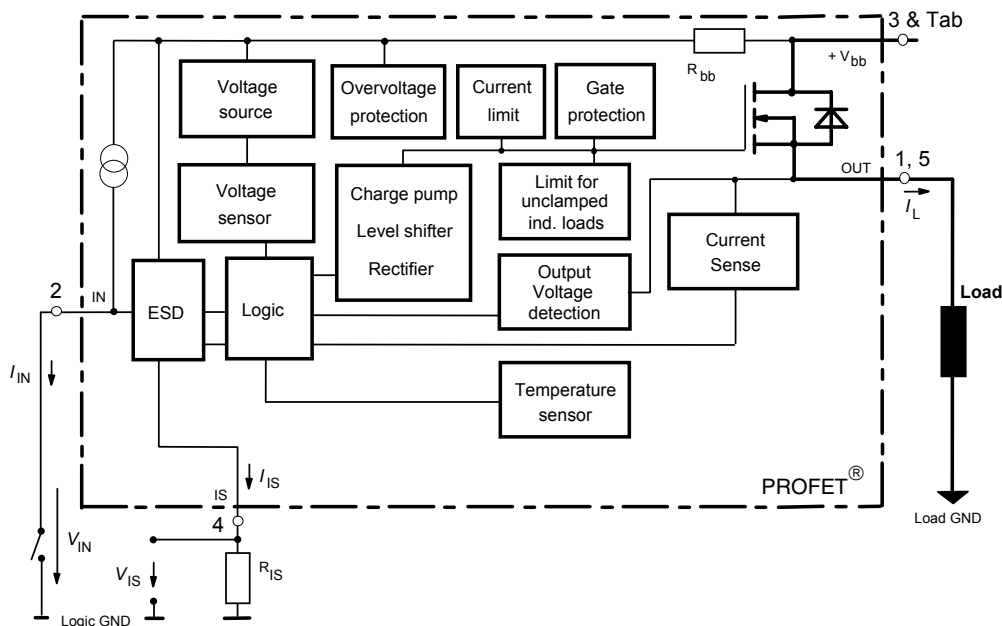 3 & Tab
R bb
+ V bb
Voltage
source
Overvoltage
protection
Current
limit
Gate
protection
Voltage
sensor
Charge pump
Level shifter
Rectifier
Limit for
unclamped
ind. loads
OUT
1, 5
I L
Current
Sense
2
IN
ESD
Logic
Output
Voltage
detection
Load
I IN
Temperature
sensor
I IS
IS
PROFET®
4
Load GND
V IN
V IS
R IS
Logic GND